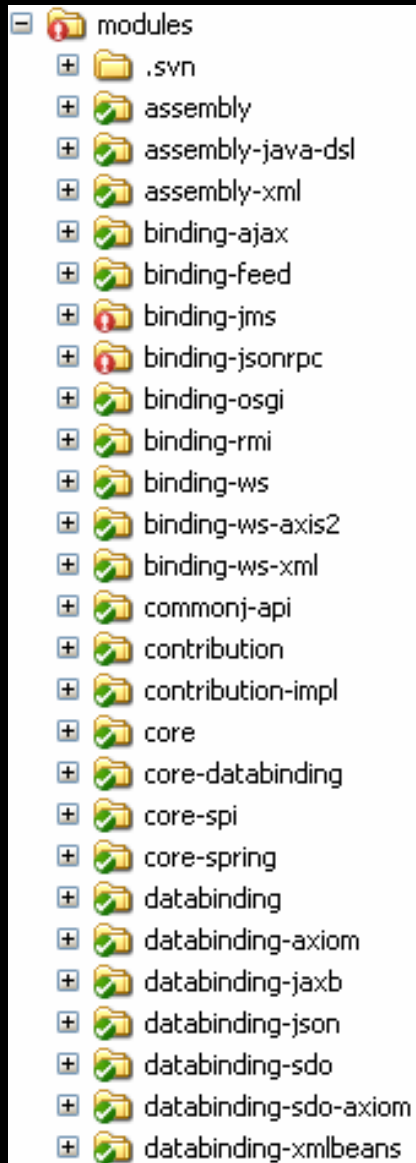 modules
.svn
assembly
assembly-java-dsl
assembly-xml
binding-ajax
binding-feed
binding-jms
binding-jsonrpc
binding-osgi
binding-rmi
binding-ws
binding-ws-axis2
binding-ws-xml
commonj-api
contribution
contribution-impl
core
core-databinding
core-spi
core-spring
databinding
databinding-axiom
databinding-jaxb
databinding-json
databinding-sdo
databinding-sdo-axiom
databinding-xmlbeans